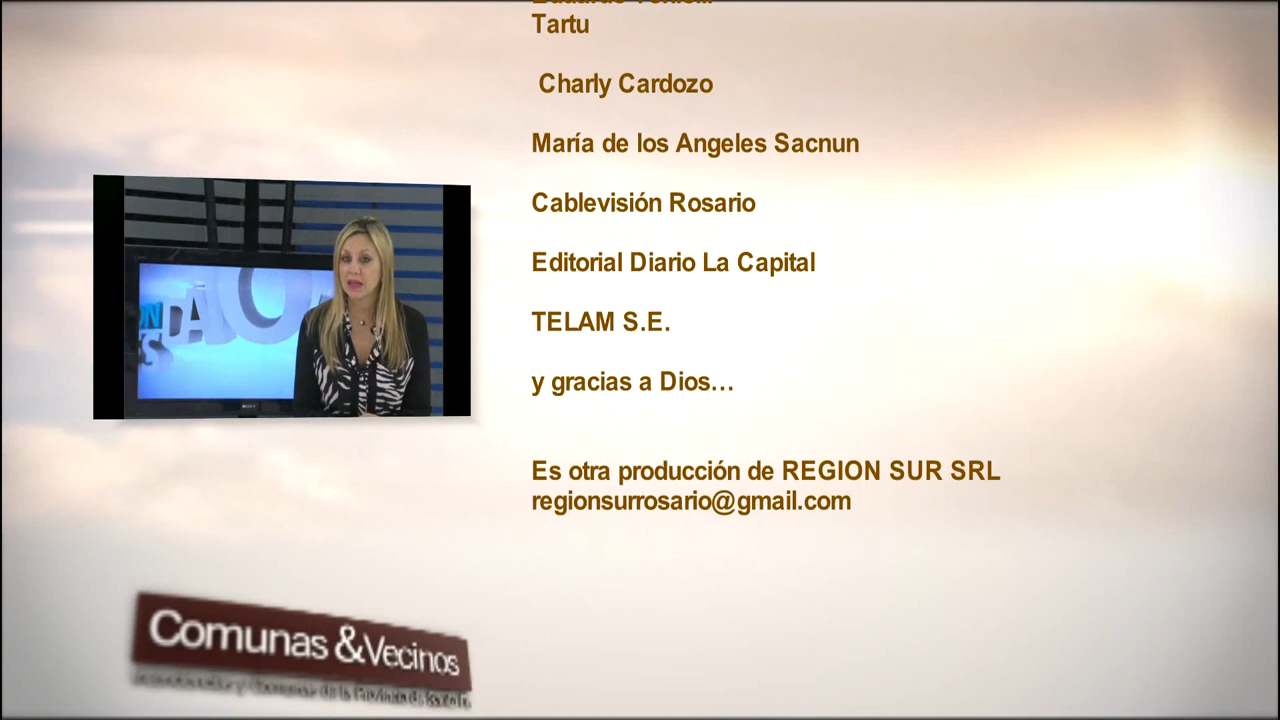 Tartu
Charly Cardozo
María de los Angeles Sacnun
Cablevisión Rosario
Editorial Diario La Capital
TELAM S.E.
y gracias a Dios…
Es otra producción de REGION SUR SRL
regionsurrosario@gmail.com
Comunas &Vecinos